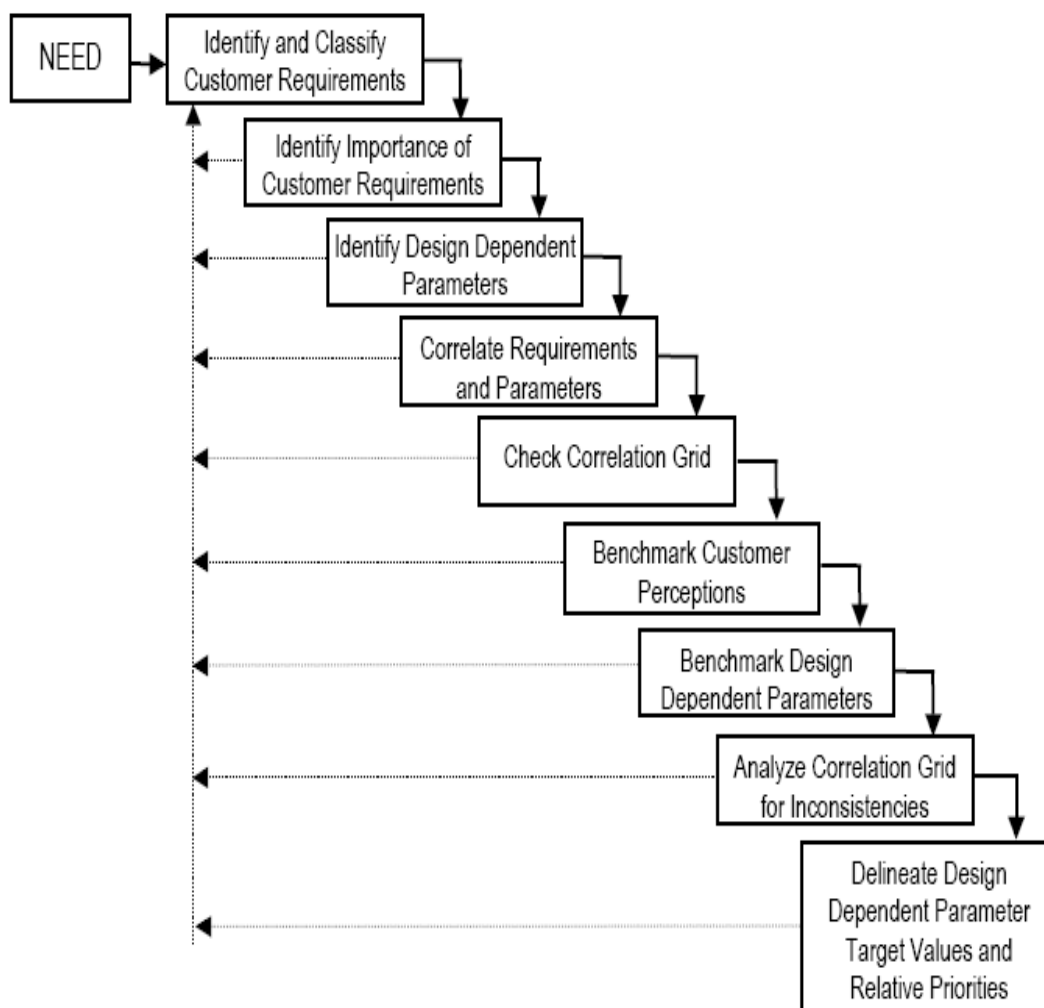 NEED
Identify and Classify
Customer Requirements
Identify Importance of
Customer Requirements
Identify Design Dependent
Parameters
Correlate Requirements
and Parameters
Check Correlation Grid
Benchmark Customer
Perceptions
Benchmark Design
Dependent Parameters
Analyze Correlation Grid
for Inconsistencies
Delineate Design
Dependent Parameter
Target Values and
Relative Priorities